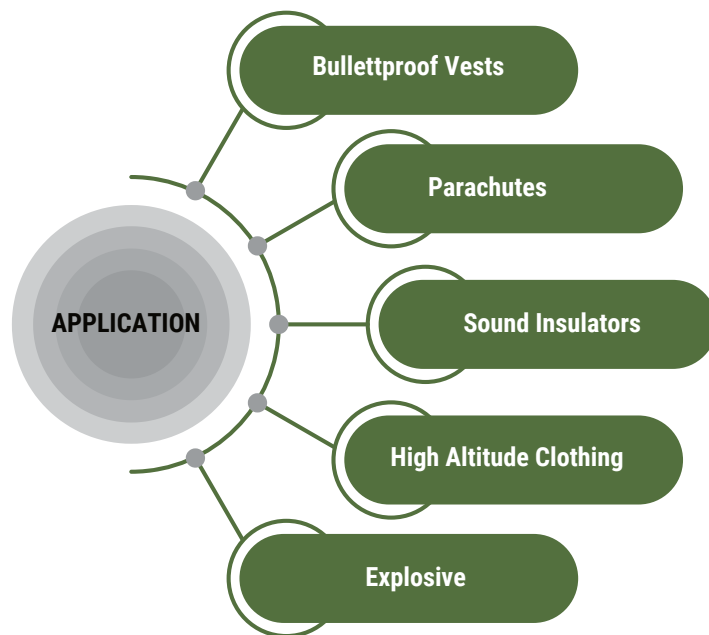 Bullettproof Vests
Parachutes
APPLICATION
Sound Insulators
High Altitude Clothing
Explosive